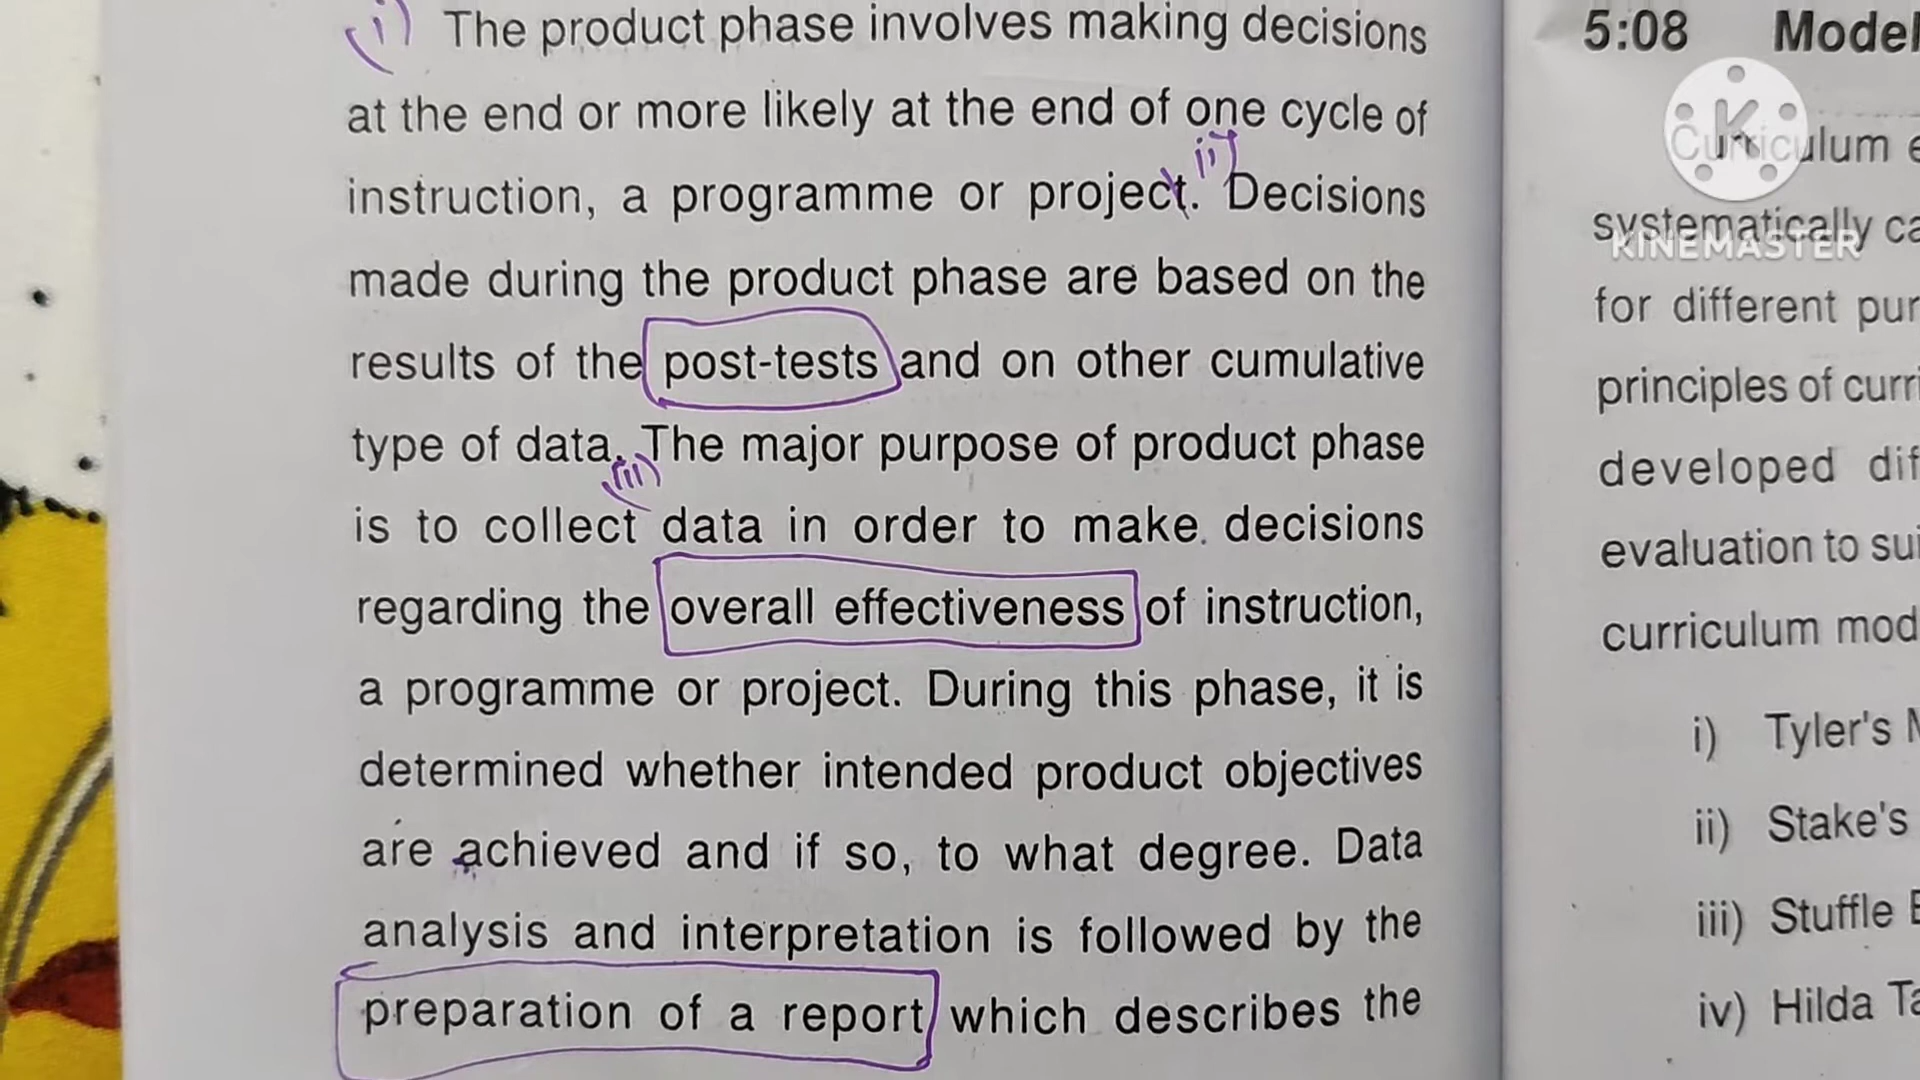 (i) The product phase involves making decisions
at the end or more likely at the end of one cycle of
instruction, a programme or project. ii) Decisions
made during the product phase are based on the
results of the post-tests and on other cumulative
type of data. The major purpose of product phase
(iii)
is to collect data in order to make decisions
regarding the overall effectiveness of instruction,
a programme or project. During this phase, it is
determined whether intended product objectives
are achieved and if so, to what degree. Data
analysis and interpretation is followed by the
preparation of a report which describes the
5:08 Model
K
Curriculum
systematically
KINEMASTER
for different
principles of
developed
evaluation to
curriculum
i) Tyler's
ii) Stake's
iii) Stuffle
iv) Hilda